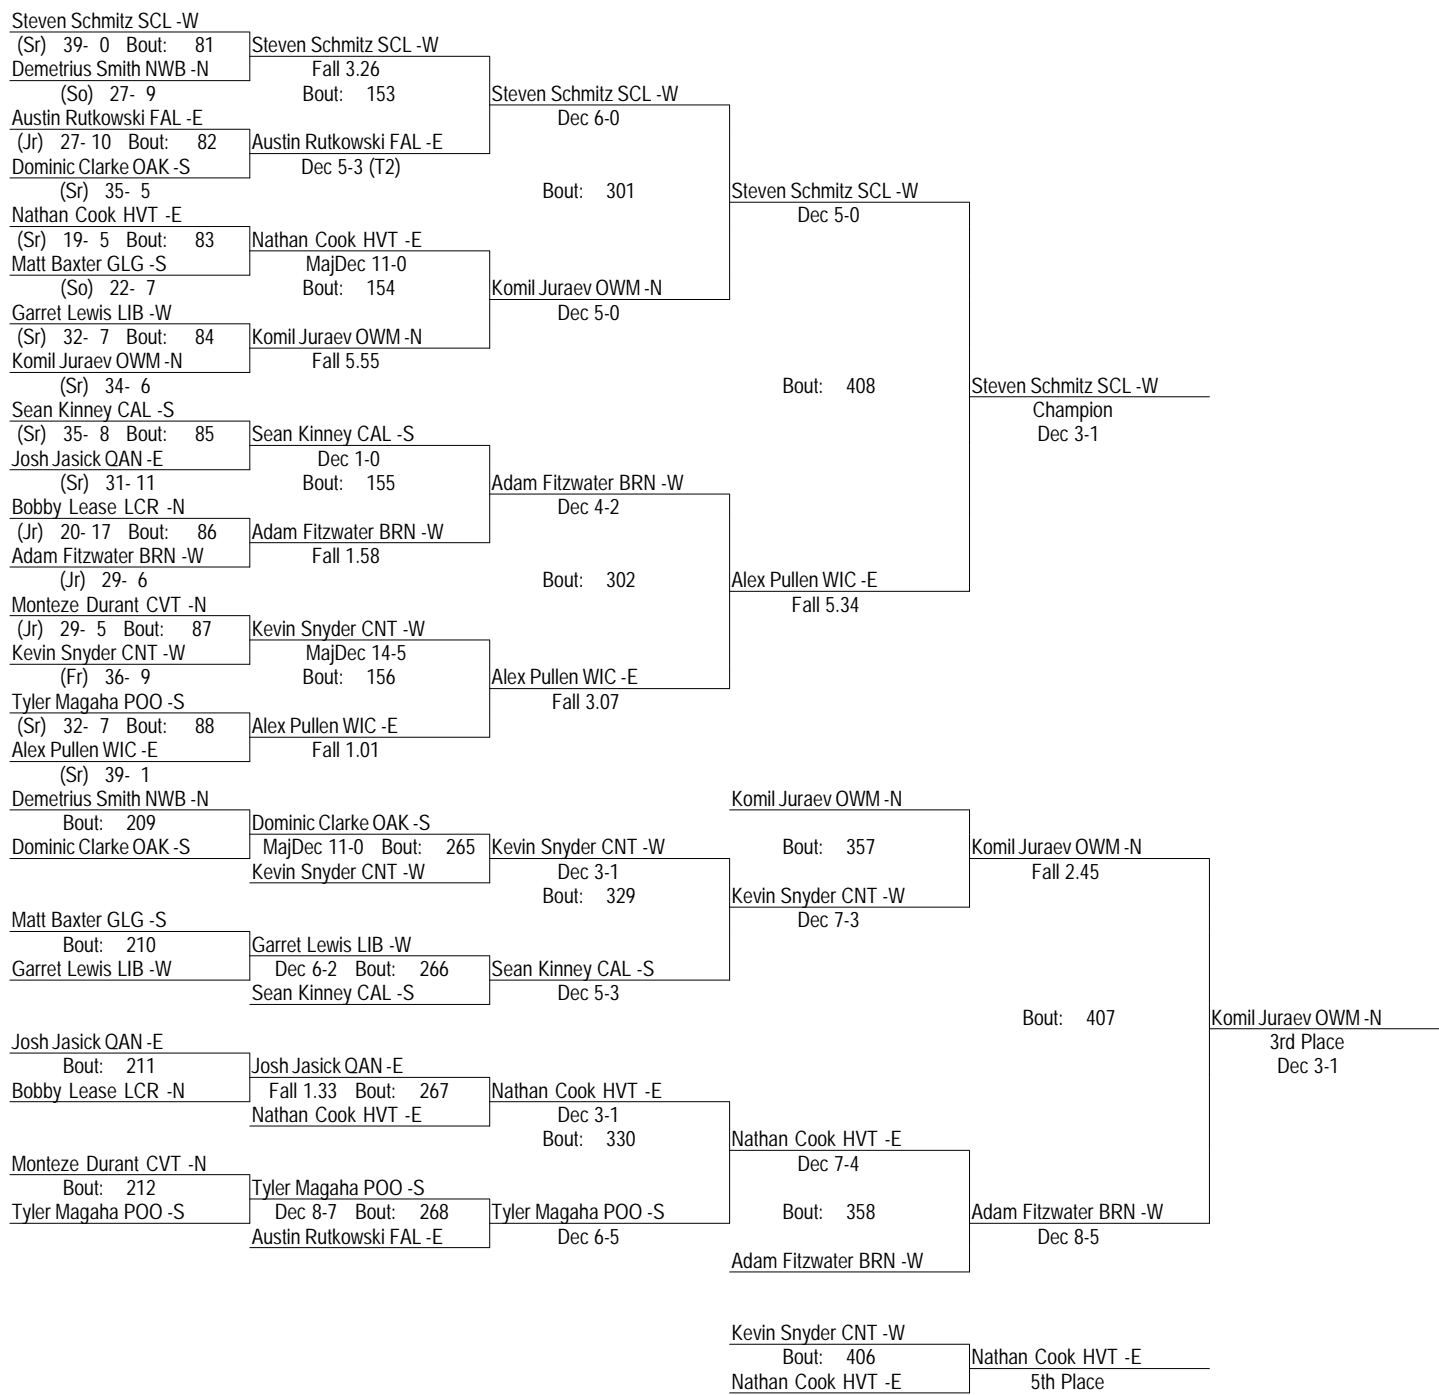 Steven Schmitz SCL -W
(Sr) 39- 0 Bout: 81 Steven Schmitz SCL -W
Demetrius Smith NWB -N Fall 3.26
(So) 27- 9 Bout: 153 Steven Schmitz SCL -W
Austin Rutkowski FAL -E Dec 6-0
(Jr) 27- 10 Bout: 82 Austin Rutkowski FAL -E
Dominic Clarke OAK -S Dec 5-3 (T2)
(Sr) 35- 5 Bout: 301 Steven Schmitz SCL -W
Nathan Cook HVT -E Dec 5-0
(Sr) 19- 5 Bout: 83 Nathan Cook HVT -E
Matt Baxter GLG -S MajDec 11-0
(So) 22- 7 Bout: 154 Komil Juraev OWM -N
Garret Lewis LIB -W Dec 5-0
(Sr) 32- 7 Bout: 84 Komil Juraev OWM -N
Komil Juraev OWM -N Fall 5.55
(Sr) 34- 6 Bout: 408 Steven Schmitz SCL -W
Sean Kinney CAL -S Champion
(Sr) 35- 8 Bout: 85 Sean Kinney CAL -S Dec 3-1
Josh Jasick QAN -E Dec 1-0
(Sr) 31- 11 Bout: 155 Adam Fitzwater BRN -W
Bobby Lease LCR -N Dec 4-2
(Jr) 20- 17 Bout: 86 Adam Fitzwater BRN -W
Adam Fitzwater BRN -W Fall 1.58
(Jr) 29- 6 Bout: 302 Alex Pullen WIC -E
Monteze Durant CVT -N Fall 5.34
(Jr) 29- 5 Bout: 87 Kevin Snyder CNT -W
Kevin Snyder CNT -W MajDec 14-5
(Fr) 36- 9 Bout: 156 Alex Pullen WIC -E
Tyler Magaha POO -S Fall 3.07
(Sr) 32- 7 Bout: 88 Alex Pullen WIC -E
Alex Pullen WIC -E Fall 1.01
(Sr) 39- 1
Demetrius Smith NWB -N Komil Juraev OWM -N
Bout: 209 Dominic Clarke OAK -S
Dominic Clarke OAK -S MajDec 11-0 Bout: 265 Kevin Snyder CNT -W Bout: 357 Komil Juraev OWM -N
Kevin Snyder CNT -W Dec 3-1 Fall 2.45
Bout: 329 Kevin Snyder CNT -W
Matt Baxter GLG -S Dec 7-3
Bout: 210 Garret Lewis LIB -W
Garret Lewis LIB -W Dec 6-2 Bout: 266 Sean Kinney CAL -S
Sean Kinney CAL -S Dec 5-3
Bout: 407 Komil Juraev OWM -N
Josh Jasick QAN -E 3rd Place
Bout: 211 Josh Jasick QAN -E Dec 3-1
Bobby Lease LCR -N Fall 1.33 Bout: 267 Nathan Cook HVT -E
Nathan Cook HVT -E Dec 3-1
Bout: 330 Nathan Cook HVT -E
Monteze Durant CVT -N Dec 7-4
Bout: 212 Tyler Magaha POO -S
Tyler Magaha POO -S Dec 8-7 Bout: 268 Tyler Magaha POO -S Bout: 358 Adam Fitzwater BRN -W
Austin Rutkowski FAL -E Dec 6-5 Dec 8-5
Adam Fitzwater BRN -W
Kevin Snyder CNT -W
Bout: 406 Nathan Cook HVT -E
Nathan Cook HVT -E 5th Place